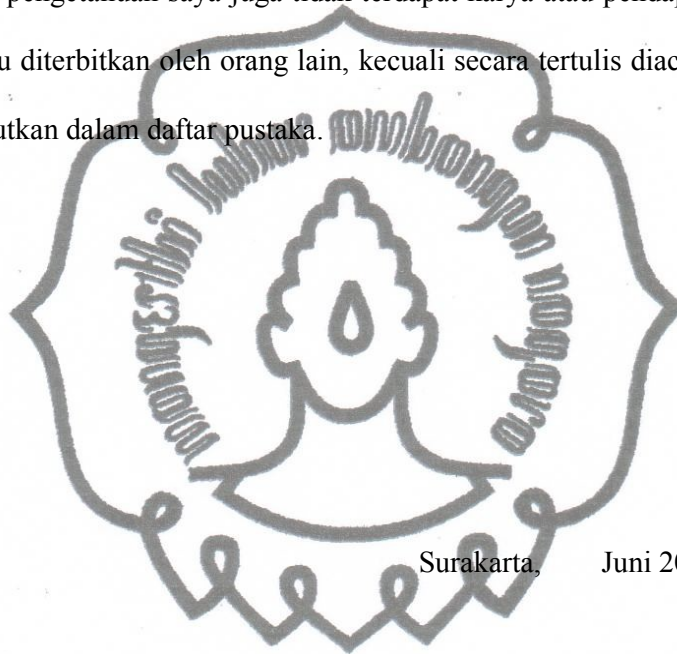 pengetahuan saya juga tidak terdapat karya atau pendap
u diterbitkan oleh orang lain, kecuali secara tertulis diac
utkan dalam daftar pustaka.
Surakarta, Juni 20